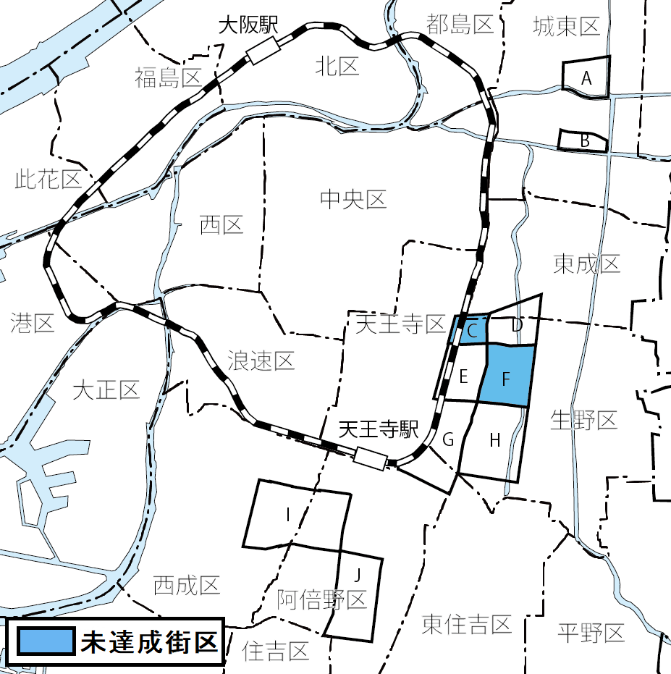 大阪駅
都島区
城東区
北区
福島区
A
B
此花区
中央区
西区
東成区
港区
天王寺区
C
D
浪速区
大正区
E
F
生野区
天王寺駅
G
H
I
J
西成区
阿倍野区
東住吉区
平野区
住吉区
未達成街区